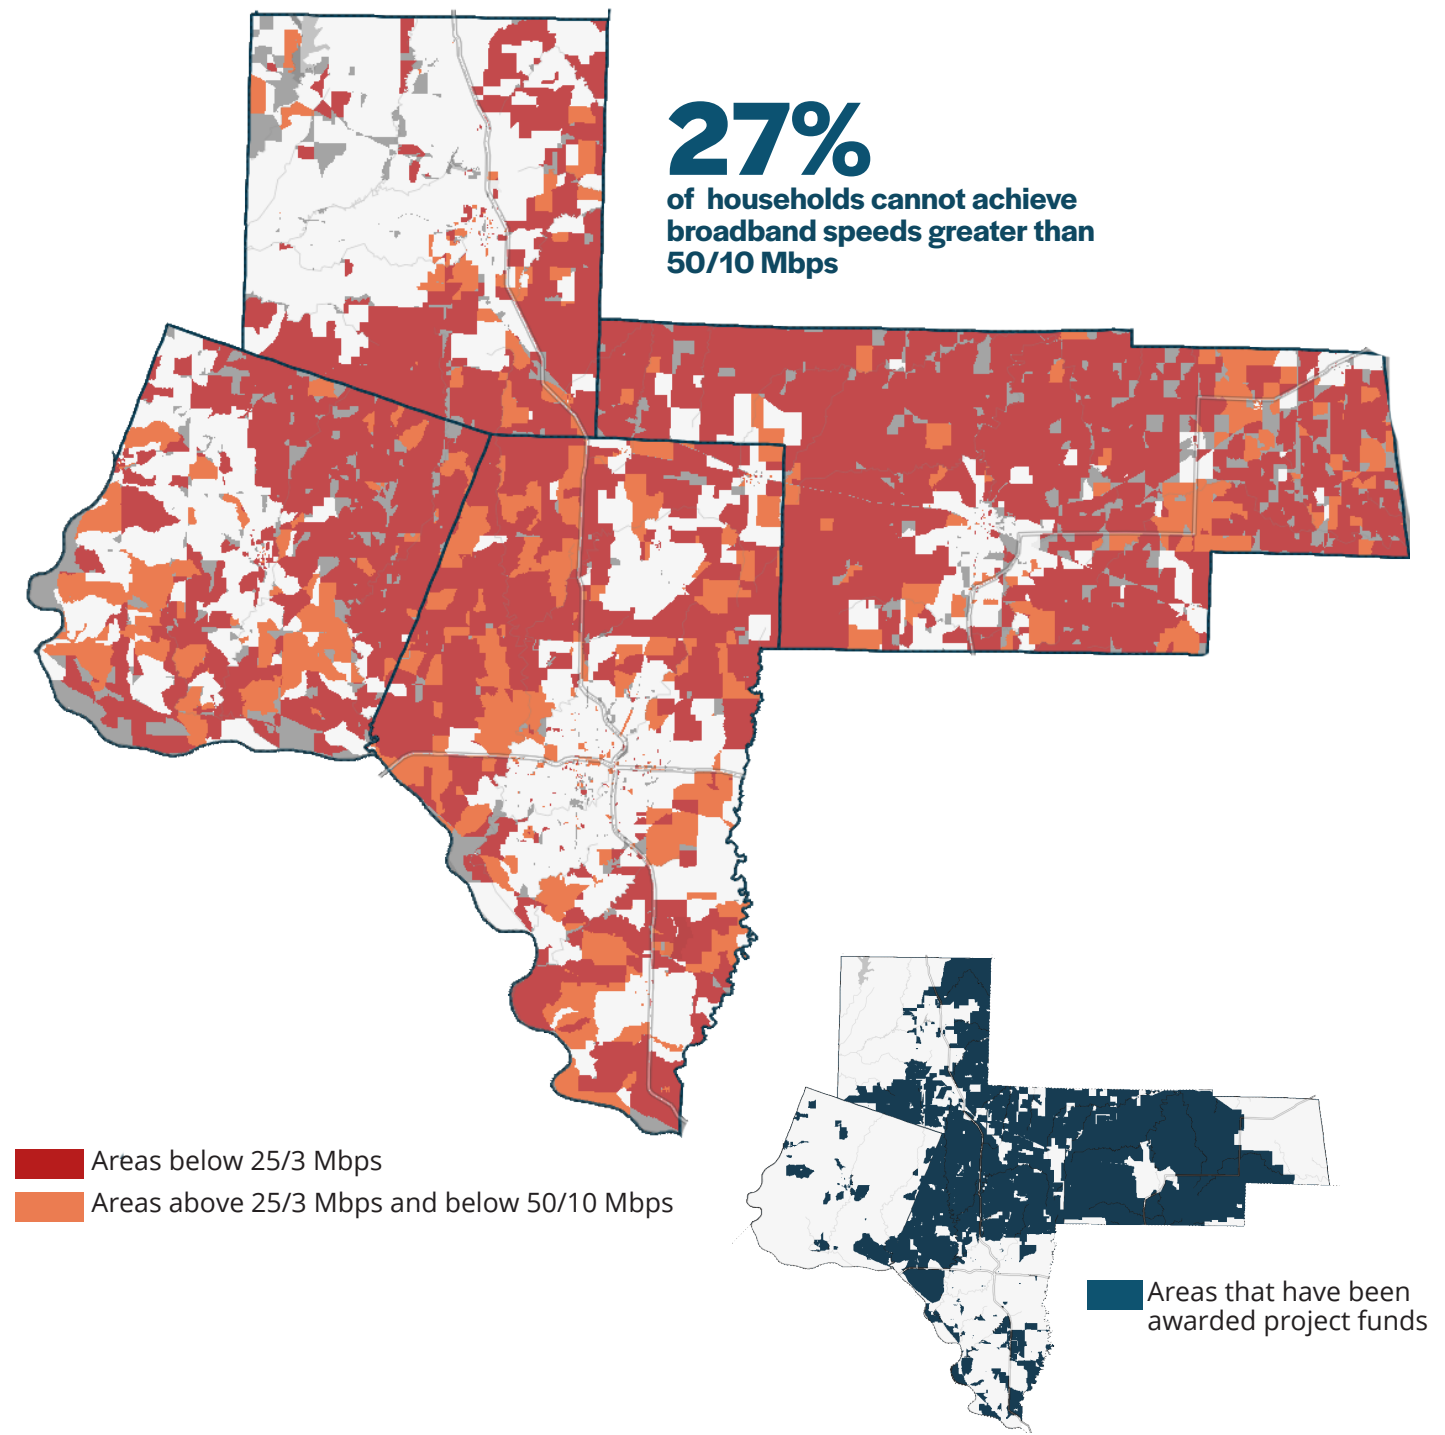 27%
of households cannot achieve
broadband speeds greater than
50/10 Mbps
Areas below 25/3 Mbps
Areas above 25/3 Mbps and below 50/10 Mbps
Areas that have been
awarded project funds